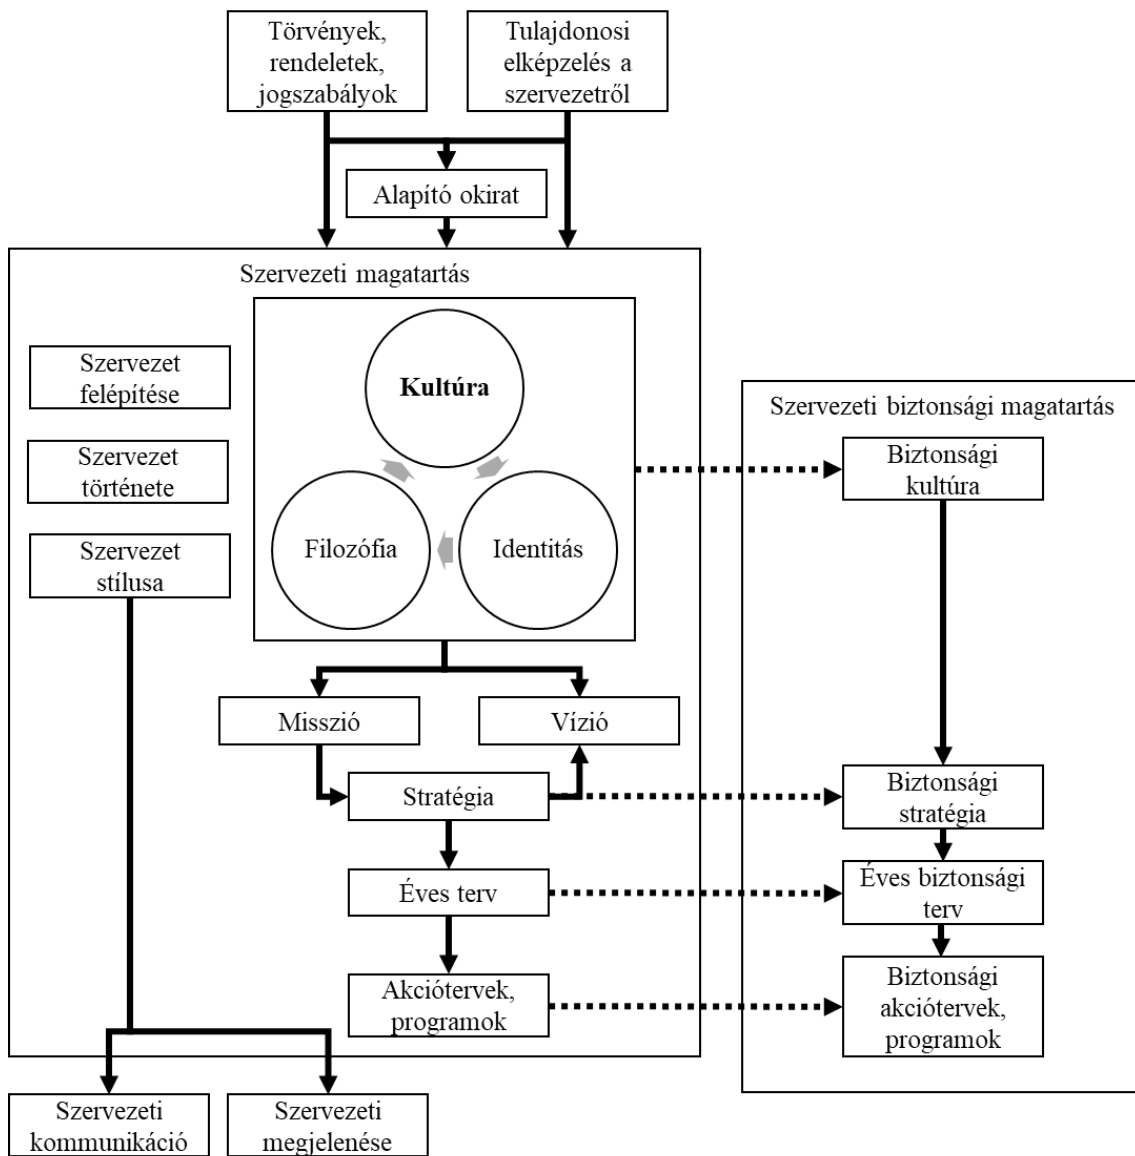 Törvények,
rendeletek,
jogszabályok
Tulajdonosi
elképzelés a
szervezetről
Alapító okirat
Szervezeti magatartás
Szervezet
felépítése
Szervezet
története
Szervezet
stílusa
Kultúra
Filozófia
Identitás
Misszió
Vízió
Stratégia
Éves terv
Akciótervek,
programok
Szervezeti
kommunikáció
Szervezeti
megjelenése
Szervezeti biztonsági magatartás
Biztonsági
kultúra
Biztonsági
stratégia
Éves biztonsági
terv
Biztonsági
akciótervek,
programok